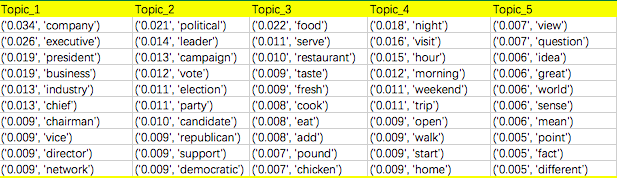 Topic_1 Topic_2 Topic_3 Topic_4 Topic_5
('0.034', 'company') ('0.021', 'political') ('0.022', 'food') ('0.018', 'night') ('0.007', 'view')
('0.026', 'executive') ('0.014', 'leader') ('0.011', 'serve') ('0.016', 'visit') ('0.007', 'question')
('0.019', 'president') ('0.013', 'campaign') ('0.010', 'restaurant') ('0.015', 'hour') ('0.006', 'idea')
('0.019', 'business') ('0.012', 'vote') ('0.009', 'taste') ('0.012', 'morning') ('0.006', 'great')
('0.013', 'industry') ('0.011', 'election') ('0.009', 'fresh') ('0.011', 'weekend') ('0.006', 'world')
('0.013', 'chief') ('0.011', 'party') ('0.008', 'cook') ('0.011', 'trip') ('0.006', 'sense')
('0.009', 'chairman') ('0.010', 'candidate') ('0.008', 'eat') ('0.009', 'open') ('0.006', 'mean')
('0.009', 'vice') ('0.009', 'republican') ('0.008', 'add') ('0.009', 'walk') ('0.005', 'point')
('0.009', 'director') ('0.009', 'support') ('0.007', 'pound') ('0.009', 'start') ('0.005', 'fact')
('0.009', 'network') ('0.009', 'democratic') ('0.007', 'chicken') ('0.009', 'home') ('0.005', 'different')